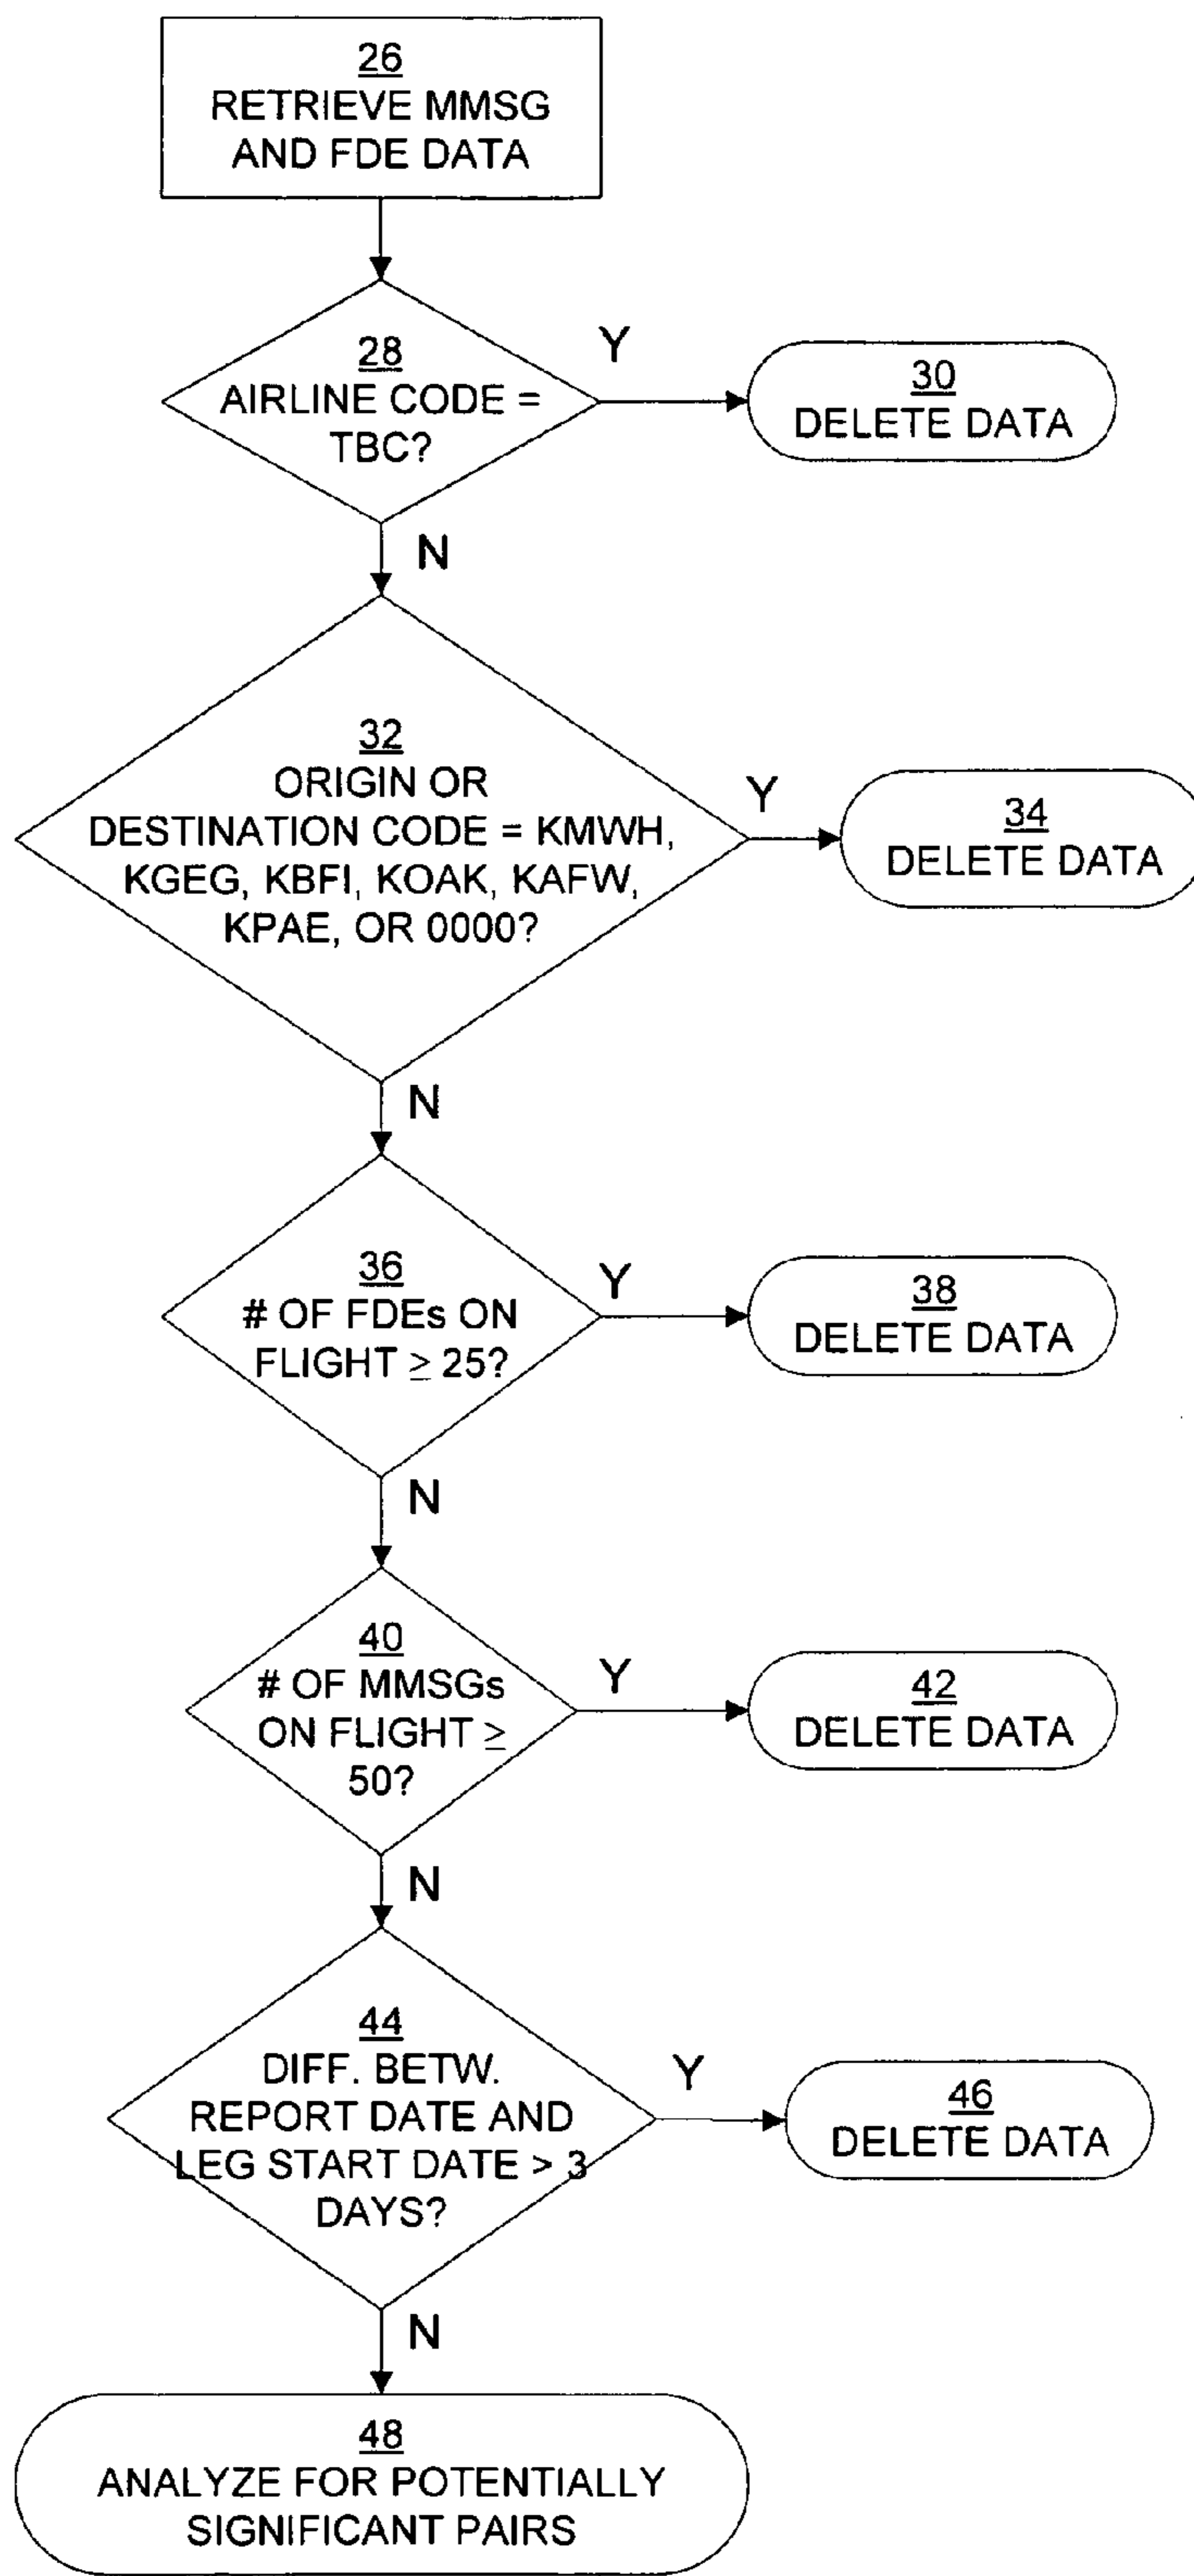 26
RETRIEVE MMSG
AND FDE DATA
28
AIRLINE CODE =
TBC?
Y
30
DELETE DATA
N
32
ORIGIN OR
DESTINATION CODE = KMWH,
KGEG, KBFI, KOAK, KAFW,
KPAE, OR 0000?
Y
34
DELETE DATA
N
36
# OF FDEs ON
FLIGHT ≥ 25?
Y
38
DELETE DATA
N
40
# OF MMSGs
ON FLIGHT ≥
50?
Y
42
DELETE DATA
N
44
DIFF. BETW.
REPORT DATE AND
LEG START DATE > 3
DAYS?
Y
46
DELETE DATA
N
48
ANALYZE FOR POTENTIALLY
SIGNIFICANT PAIRS